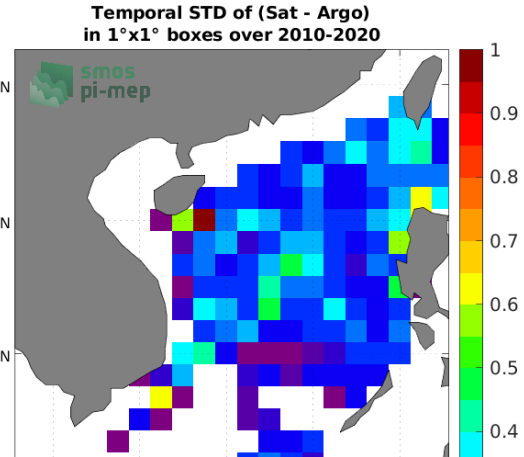 Temporal STD of (Sat - Argo)
in 1°x1° boxes over 2010-2020
smos
pi-mep
N
N
N
1
0.9
0.8
0.7
0.6
0.5
0.4